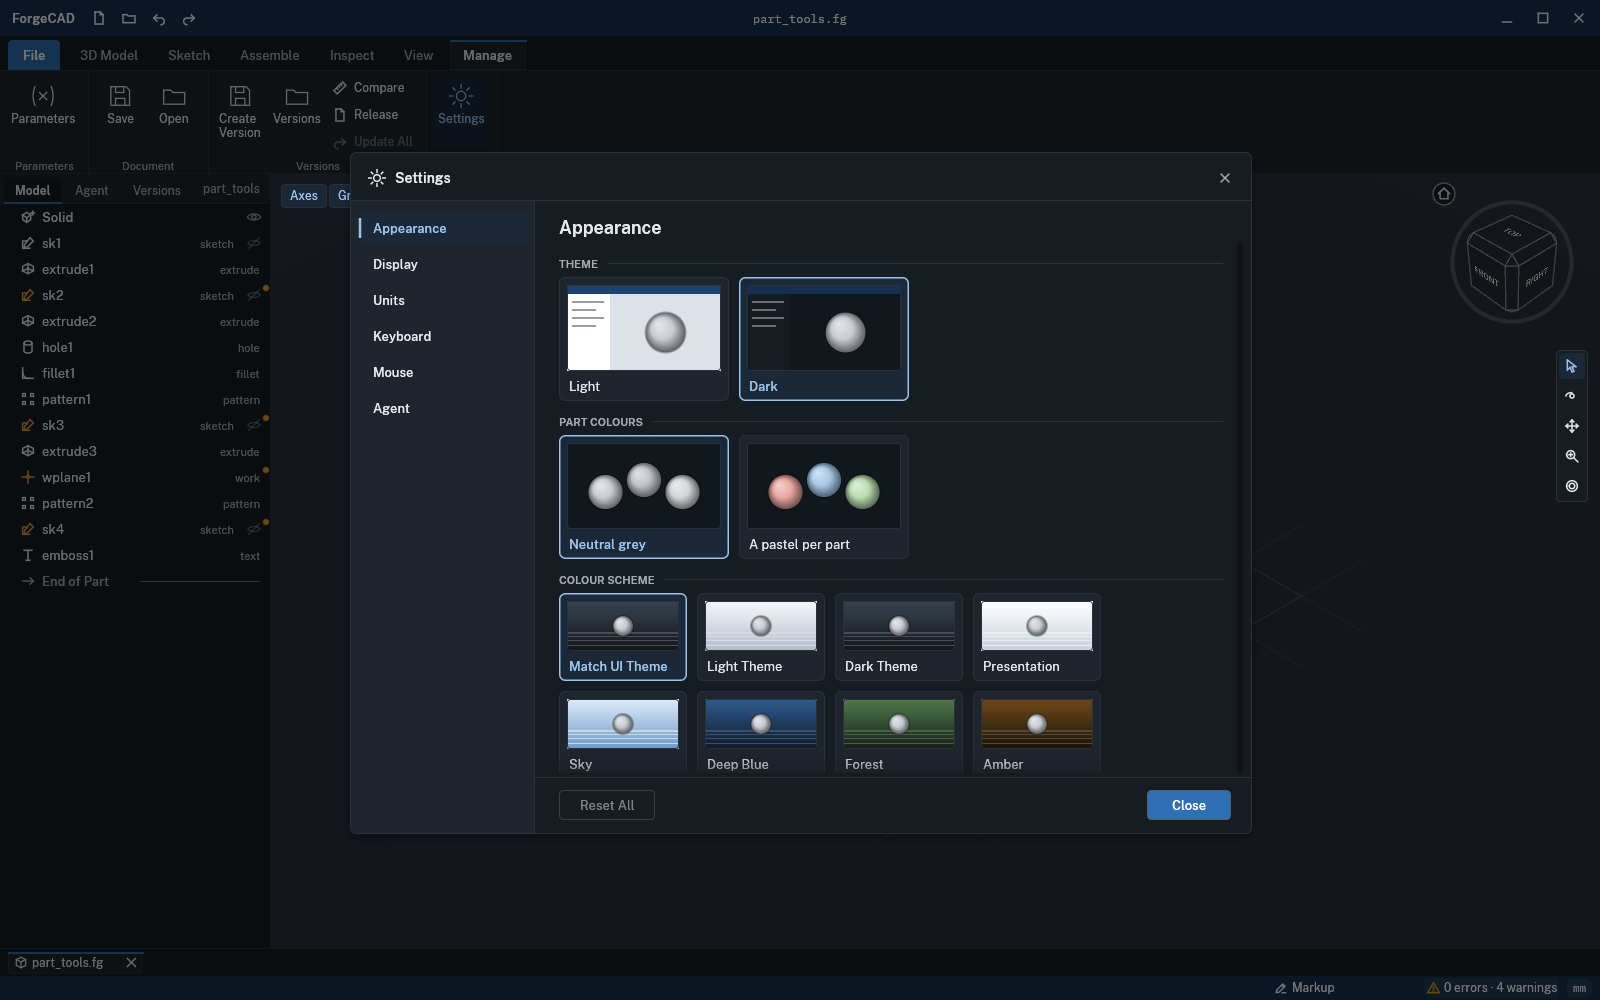 ForgeCAD
part_tools.fg
File
3D Model
Sketch
Assemble
Inspect
View
Manage
Parameters
Save
Open
Create
Version
Versions
Compare
Release
Update All
Settings
Parameters
Document
Versions
Model
Agent
Versions
part_tools
Solid
sk1 sketch
extrude1 extrude
sk2 sketch
extrude2 extrude
hole1 hole
fillet1 fillet
pattern1 pattern
sk3 sketch
extrude3 extrude
wplane1 work
pattern2 pattern
sk4 sketch
emboss1 text
End of Part
Axes
Settings
Appearance
Display
Units
Keyboard
Mouse
Agent
Appearance
THEME
Light
Dark
PART COLOURS
Neutral grey
A pastel per part
COLOUR SCHEME
Match UI Theme
Light Theme
Dark Theme
Presentation
Sky
Deep Blue
Forest
Amber
Reset All
Close
TOP
FRONT
RIGHT
part_tools.fg
Markup
0 errors · 4 warnings
mm